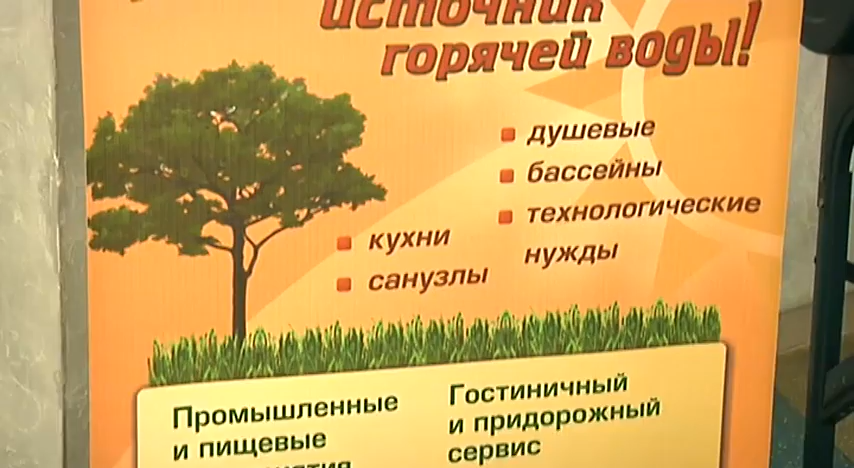 источник
горячей воды!
душевые
бассейны
технологические
нужды
кухни
санузлы
Промышленные
и пищевые
Гостиничный
и придорожный
сервис